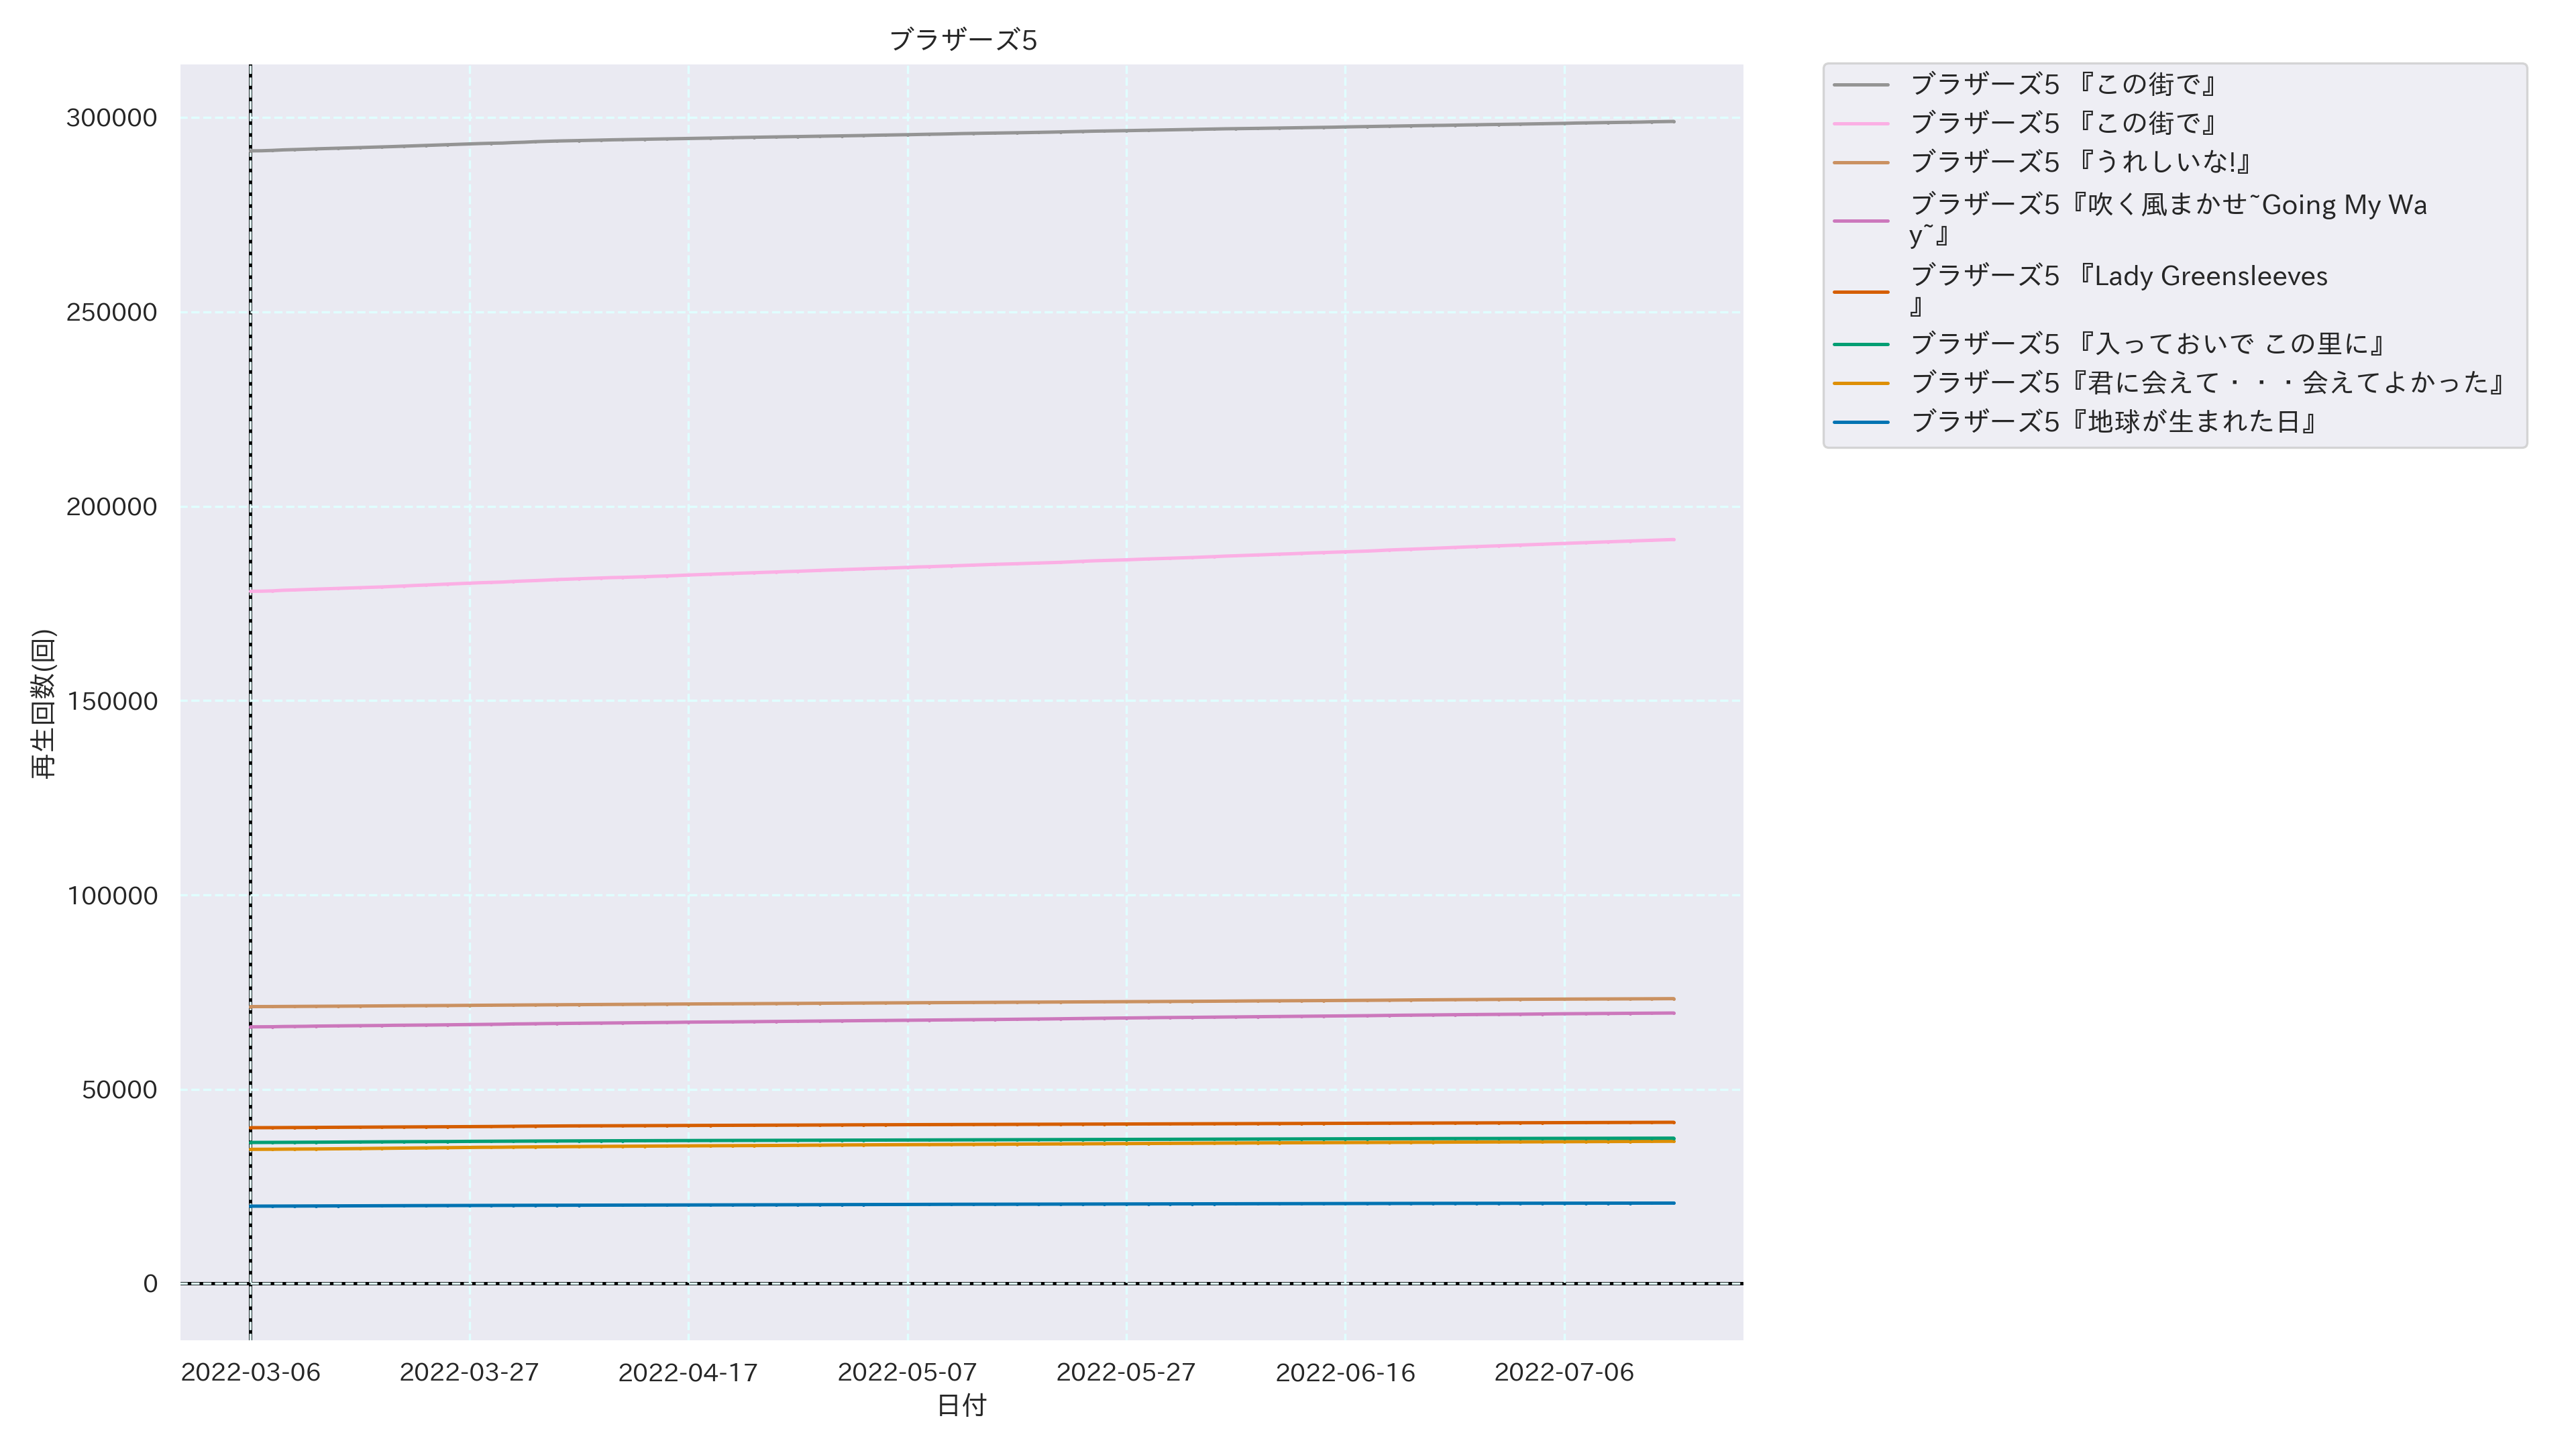 ブラザーズ5
300000
250000
200000
150000
100000
50000
0
再生回数(回)
2022-03-06
2022-03-27
2022-04-17
2022-05-07
2022-05-27
2022-06-16
2022-07-06
日付
ブラザーズ5 『この街で』
ブラザーズ5 『この街で』
ブラザーズ5 『うれしいな!』
ブラザーズ5『吹く風まかせ~Going My Wa
y~』
ブラザーズ5 『Lady Greensleeves
』
ブラザーズ5 『入っておいで この里に』
ブラザーズ5『君に会えて・・・会えてよかった』
ブラザーズ5『地球が生まれた日』